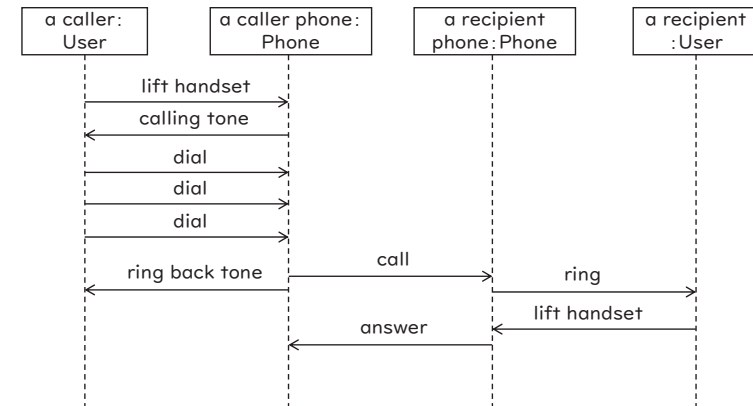 a caller:
User
a caller phone:
Phone
a recipient
phone:Phone
a recipient
:User
lift handset
calling tone
dial
dial
dial
call
ring back tone
ring
lift handset
answer